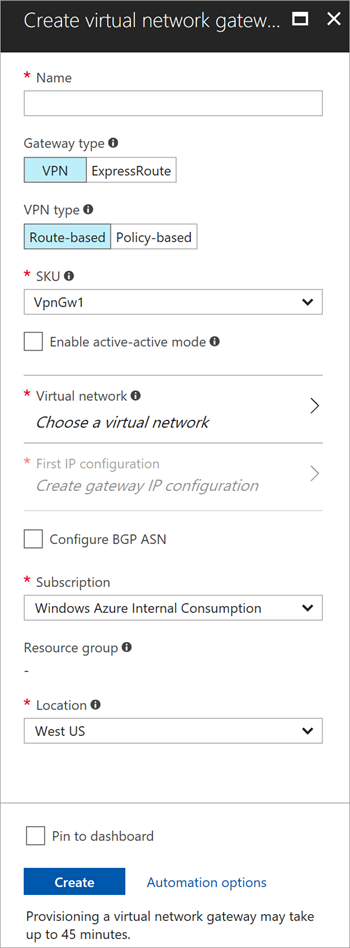 Create virtual network gatew...
* Name
Gateway type
VPN ExpressRoute
VPN type
Route-based Policy-based
* SKU
VpnGw1
Enable active-active mode
* Virtual network
Choose a virtual network
* First IP configuration
Create gateway IP configuration
Configure BGP ASN
* Subscription
Windows Azure Internal Consumption
Resource group
-
* Location
West US
Pin to dashboard
Create Automation options
Provisioning a virtual network gateway may take
up to 45 minutes.